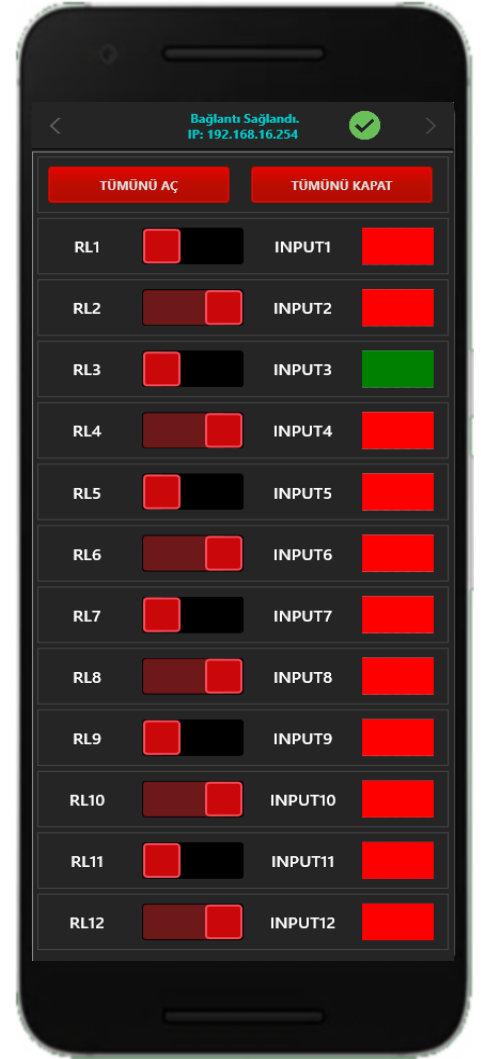 Bağlantı Sağlandı.
IP: 192.168.16.254
TÜMÜNÜ AÇ TÜMÜNÜ KAPAT
RL1 INPUT1
RL2 INPUT2
RL3 INPUT3
RL4 INPUT4
RL5 INPUT5
RL6 INPUT6
RL7 INPUT7
RL8 INPUT8
RL9 INPUT9
RL10 INPUT10
RL11 INPUT11
RL12 INPUT12